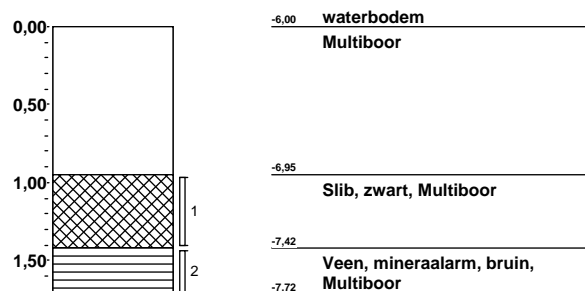 0,00
-6,00 waterbodem
Multiboor
0,50
-6,95
1,00
Slib, zwart, Multiboor
1
-7,42
1,50
2
Veen, mineraalarm, bruin,
-7,72 Multiboor